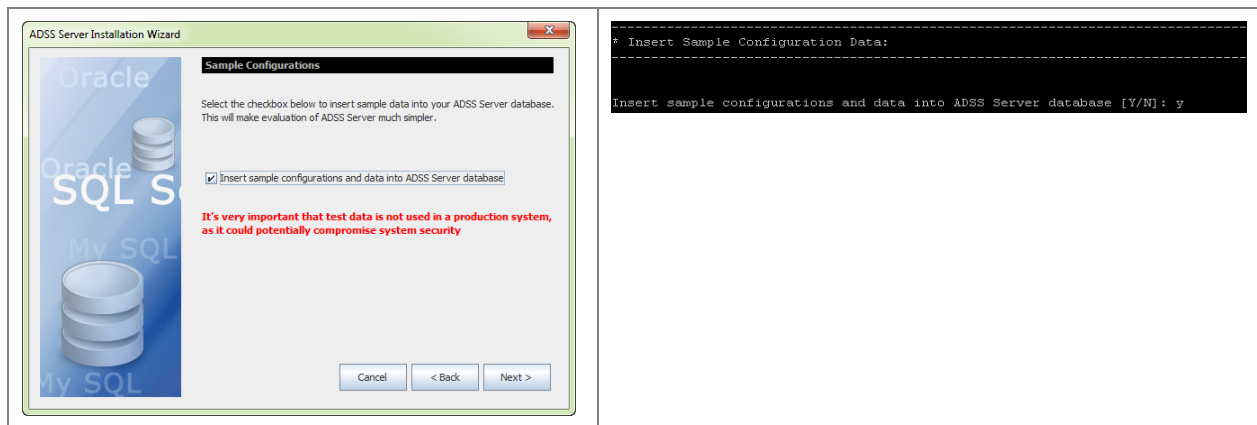 ADSS Server Installation Wizard
Oracle
Oracle
SQL S
My SQL
My SQL
Sample Configurations
Select the checkbox below to insert sample data into your ADSS Server database.
This will make evaluation of ADSS Server much simpler.
Insert sample configurations and data into ADSS Server database
It's very important that test data is not used in a production system,
as it could potentially compromise system security
Cancel
< Back
Next >
--------------------------------------------------------------------------------
* Insert Sample Configuration Data:
--------------------------------------------------------------------------------
Insert sample configurations and data into ADSS Server database [Y/N]: y